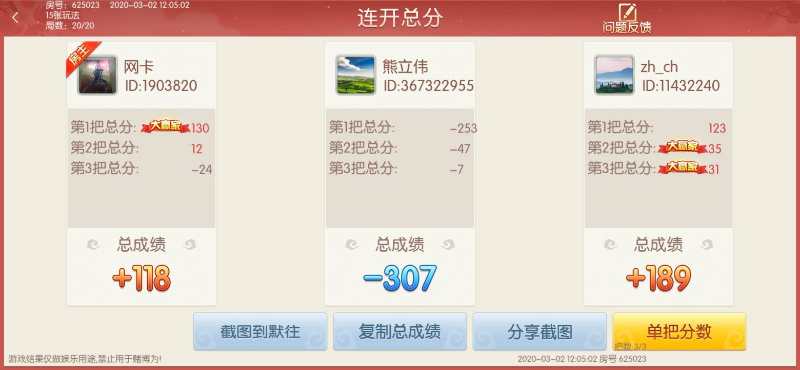 房号：625023 2020-03-02 12:05:02
15张玩法
局数：20/20
连开总分
问题反馈
房主
网卡
ID:1903820
第1把总分: 大赢家 130
第2把总分: 12
第3把总分: -24
总成绩
+118
熊立伟
ID:367322955
第1把总分: -253
第2把总分: -47
第3把总分: -7
总成绩
-307
zh_ch
ID:11432240
第1把总分: 123
第2把总分: 大赢家 35
第3把总分: 大赢家 31
总成绩
+189
截图到默往
复制总成绩
分享截图
单把分数
把数 3/3
游戏结果仅做娱乐用途,禁止用于赌博为!
2020-03-02 12:05:02 房号 625023